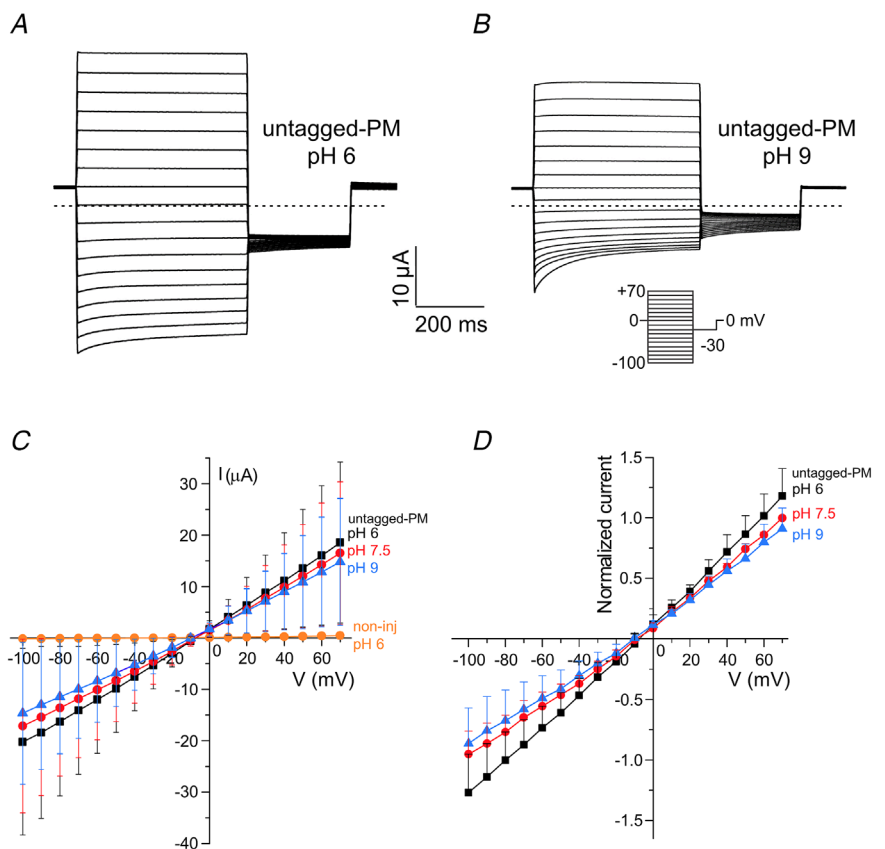 A
untagged-PM
pH 6
10 μA
200 ms
B
untagged-PM
pH 9
+70
0
0 mV
-30
-100
C
I (μA)
30
20
10
-10
-20
-30
-40
-100 -80 -60 -40 -20
0 20 40 60
V (mV)
untagged-PM
pH 6
pH 7.5
pH 9
non-inj
pH 6
D
Normalized current
1.5
1.0
0.5
-0.5
-1.0
-1.5
-100 -80 -60 -40 -20
0 20 40 60
V (mV)
untagged-PM
pH 6
pH 7.5
pH 9